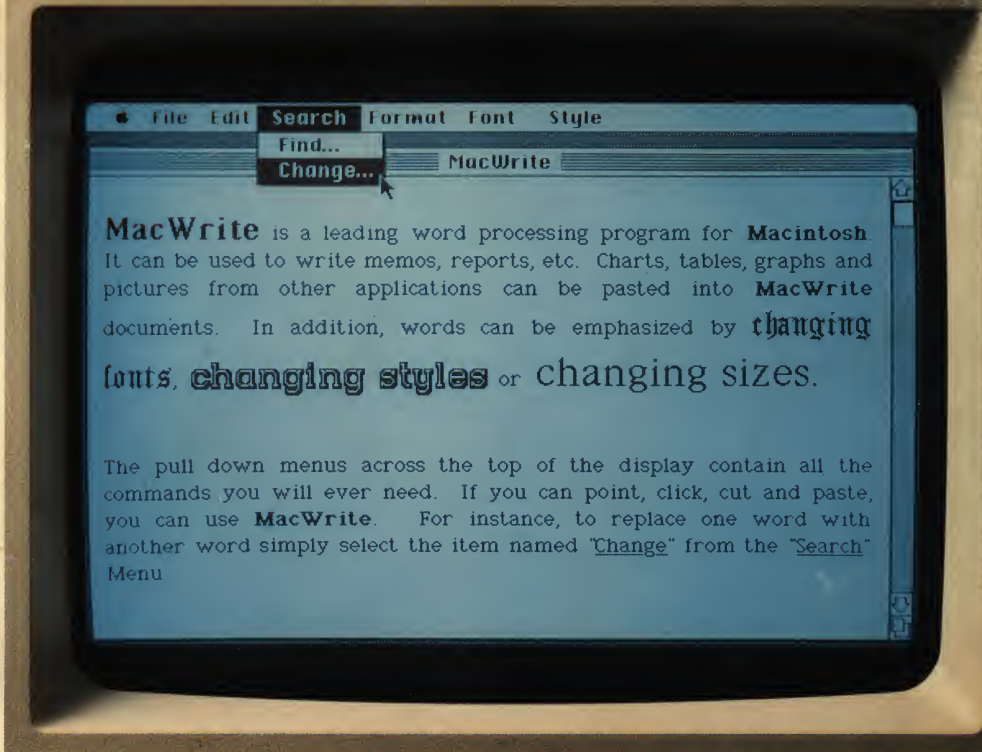 File Edit Search Format Font Style
Find...
Change...
MacWrite
MacWrite is a leading word processing program for Macintosh.
It can be used to write memos, reports, etc. Charts, tables, graphs and
pictures from other applications can be pasted into MacWrite
documents. In addition, words can be emphasized by changing
fonts, changing styles or changing sizes.
The pull down menus across the top of the display contain all the
commands you will ever need. If you can point, click, cut and paste,
you can use MacWrite. For instance, to replace one word with
another word simply select the item named "Change" from the "Search"
Menu